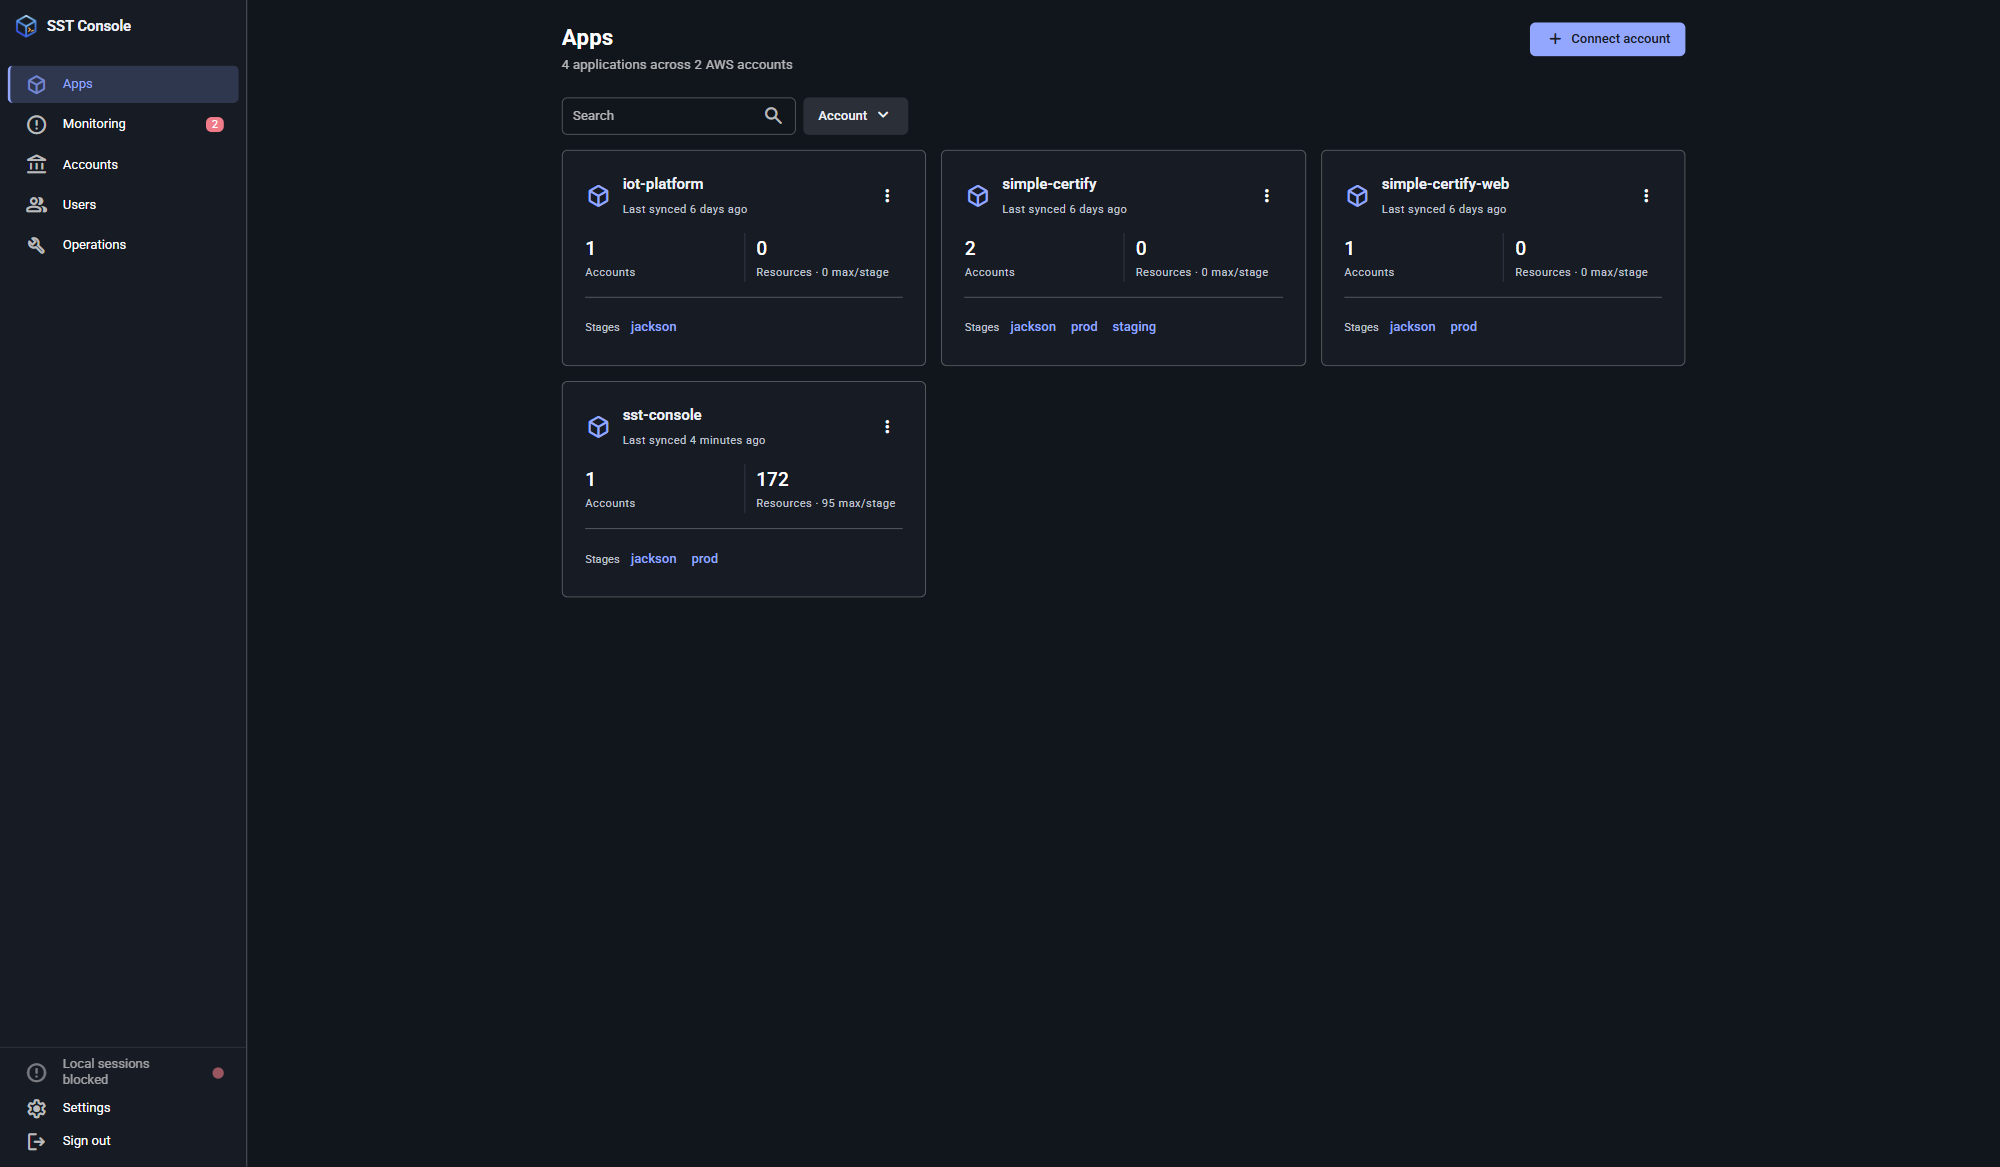 SST Console
Apps
Monitoring
2
Accounts
Users
Operations
Local sessions
blocked
Settings
Sign out
Apps
4 applications across 2 AWS accounts
Connect account
Search
Account
iot-platform
Last synced 6 days ago
1
Accounts
0
Resources · 0 max/stage
Stages jackson
simple-certify
Last synced 6 days ago
2
Accounts
0
Resources · 0 max/stage
Stages jackson prod staging
simple-certify-web
Last synced 6 days ago
1
Accounts
0
Resources · 0 max/stage
Stages jackson prod
sst-console
Last synced 4 minutes ago
1
Accounts
172
Resources · 95 max/stage
Stages jackson prod